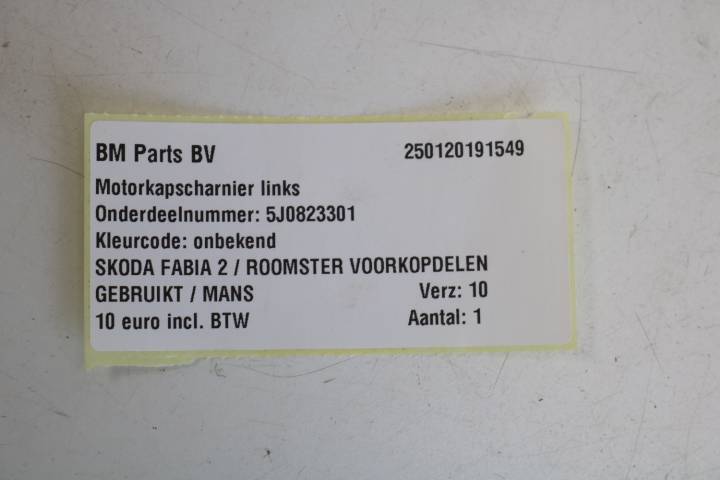 BM Parts BV 250120191549
Motorkapscharnier links
Onderdeelnummer: 5J0823301
Kleurcode: onbekend
SKODA FABIA 2 / ROOMSTER VOORKOPDELEN
GEBRUIKT / MANS Verz: 10
10 euro incl. BTW Aantal: 1